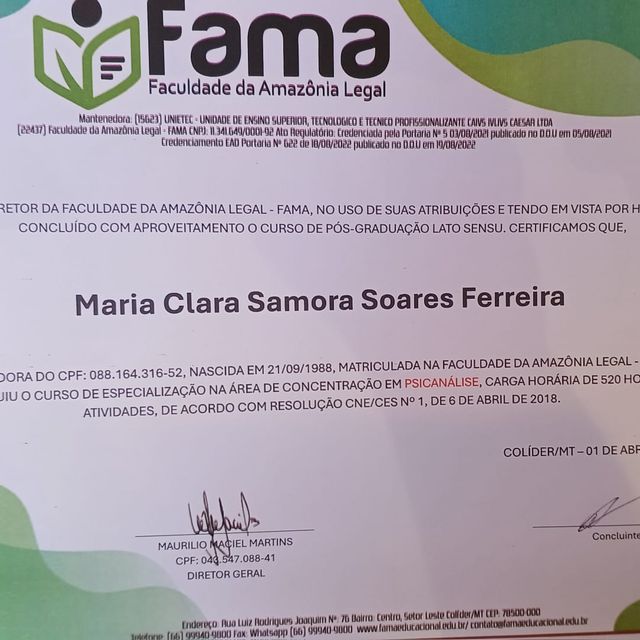 Fama
Faculdade da Amazônia Legal
Mantenedora: (15623) UNIETEC - UNIDADE DE ENSINO SUPERIOR, TECNOLOGICO E TECNICO PROFISSIONALIZANTE CAIVS IVLIVS CAESAR LTDA
(22437) Faculdade da Amazônia Legal - FAMA CNPJ: 11.341.649/0001-92 Ato Regulatório: Credenciada pela Portaria Nº 5 03/08/2021 publicado no D.O.U em 05/08/2021
Credenciamento EAD Portaria Nº 622 de 18/08/2022 publicado no D.O.U em 19/08/2022
RETOR DA FACULDADE DA AMAZÔNIA LEGAL - FAMA, NO USO DE SUAS ATRIBUIÇÕES E TENDO EM VISTA POR H
CONCLUÍDO COM APROVEITAMENTO O CURSO DE PÓS-GRADUAÇÃO LATO SENSU. CERTIFICAMOS QUE,
Maria Clara Samora Soares Ferreira
DORA DO CPF: 088.164.316-52, NASCIDA EM 21/09/1988, MATRICULADA NA FACULDADE DA AMAZÔNIA LEGAL -
UIU O CURSO DE ESPECIALIZAÇÃO NA ÁREA DE CONCENTRAÇÃO EM PSICANÁLISE, CARGA HORÁRIA DE 520 HO
ATIVIDADES, DE ACORDO COM RESOLUÇÃO CNE/CES Nº 1, DE 6 DE ABRIL DE 2018.
COLÍDER/MT – 01 DE ABR
MAURILIO MACIEL MARTINS
CPF: 043.547.088-41
DIRETOR GERAL
Concluinte
Endereço: Rua Luiz Rodrigues Joaquim Nº: 76 Bairro: Centro, Setor Leste Colíder/MT CEP: 78500-000
Telefone: (66) 99940-9800 Fax: Whatsapp (66) 99940-9800 www.famaeducacional.edu.br/ contato@famaeducacional.edu.br